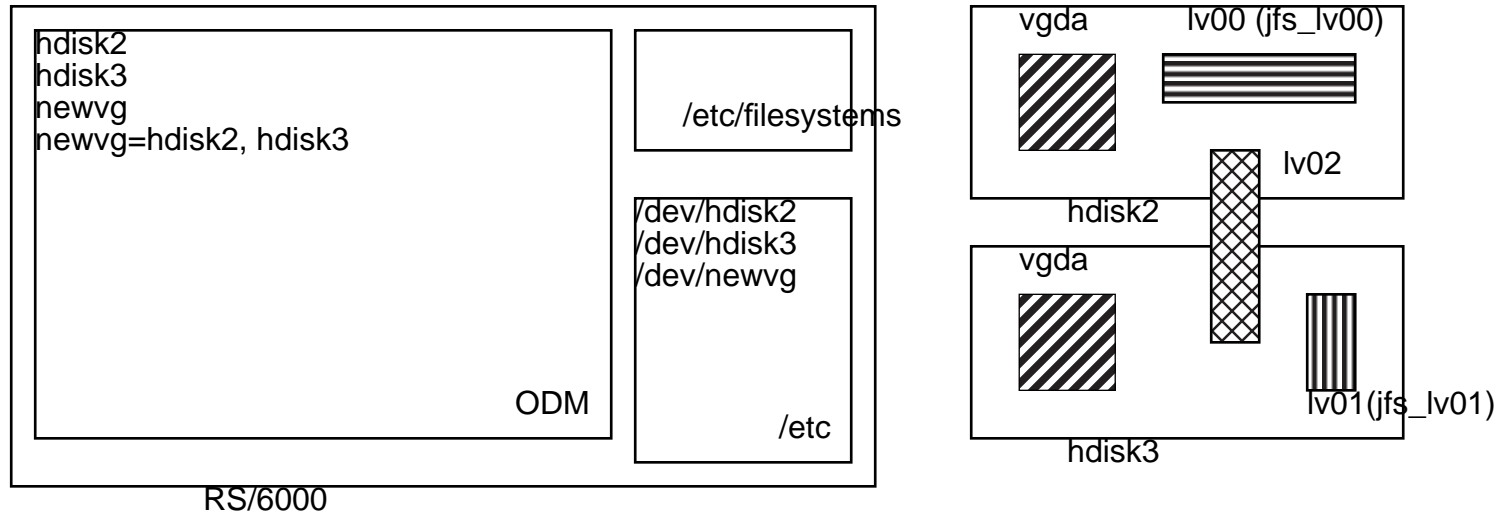 hdisk2
hdisk3
newvg
newvg=hdisk2, hdisk3
ODM
/etc/filesystems
/dev/hdisk2
/dev/hdisk3
/dev/newvg
/etc
RS/6000
vgda
lv00 (jfs_lv00)
lv02
hdisk2
vgda
lv01(jfs_lv01)
hdisk3